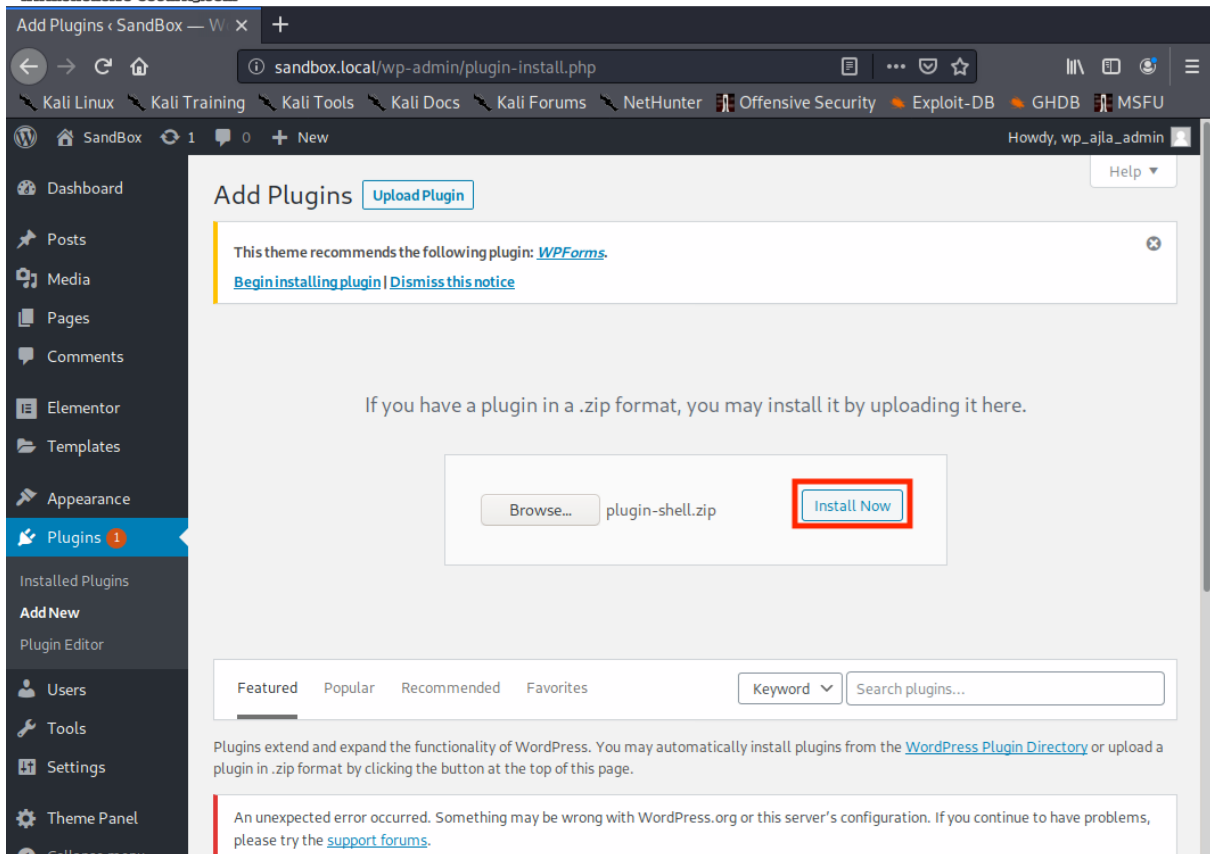 Add Plugins ‹ SandBox — W
sandbox.local/wp-admin/plugin-install.php
Kali Linux Kali Training Kali Tools Kali Docs Kali Forums NetHunter Offensive Security Exploit-DB GHDB MSFU
SandBox 1 0 + New Howdy, wp_ajla_admin
Help
Dashboard
Posts
Media
Pages
Comments
Elementor
Templates
Appearance
Plugins 1
Installed Plugins
Add New
Plugin Editor
Users
Tools
Settings
Theme Panel
Collapse menu
Add Plugins Upload Plugin
This theme recommends the following plugin: WPForms.
Begin installing plugin | Dismiss this notice
If you have a plugin in a .zip format, you may install it by uploading it here.
Browse... plugin-shell.zip Install Now
Featured Popular Recommended Favorites Keyword Search plugins...
Plugins extend and expand the functionality of WordPress. You may automatically install plugins from the WordPress Plugin Directory or upload a
plugin in .zip format by clicking the button at the top of this page.
An unexpected error occurred. Something may be wrong with WordPress.org or this server's configuration. If you continue to have problems,
please try the support forums.